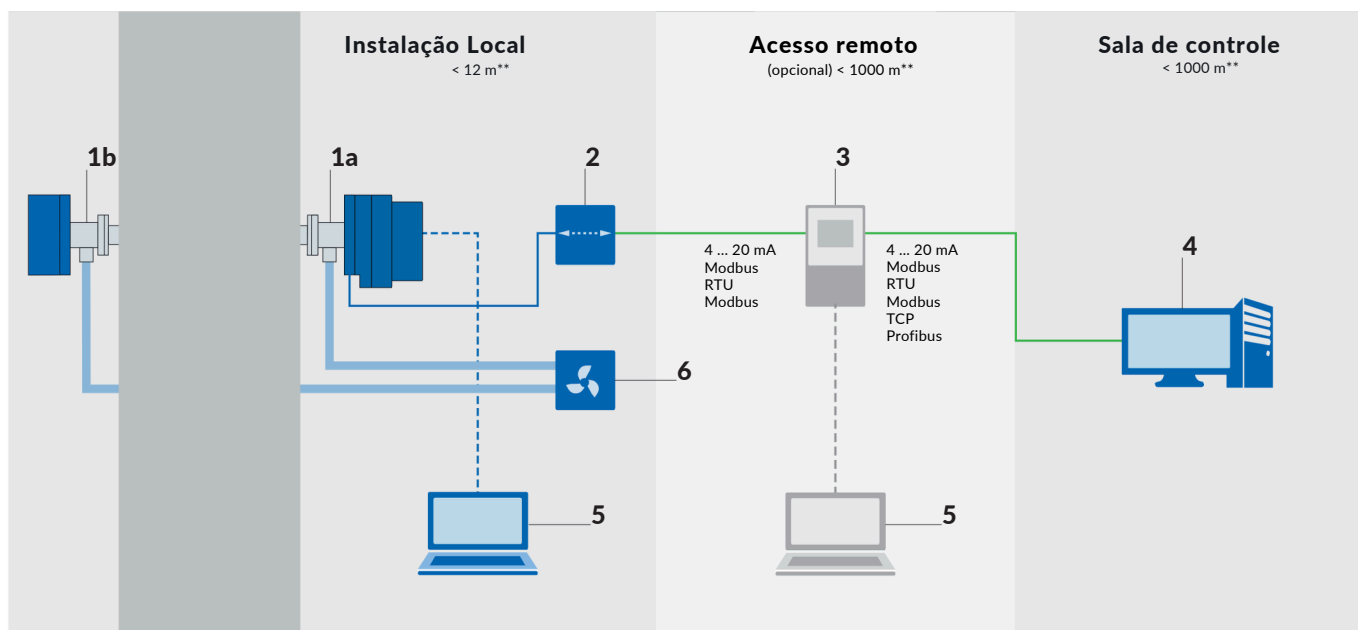 Instalação Local
< 12 m**
Acesso remoto
(opcional) < 1000 m**
Sala de controle
< 1000 m**
1b
1a
2
3
4 ... 20 mA
Modbus
RTU
Modbus
4 ... 20 mA
Modbus
RTU
Modbus
TCP
Profibus
4
6
5
5